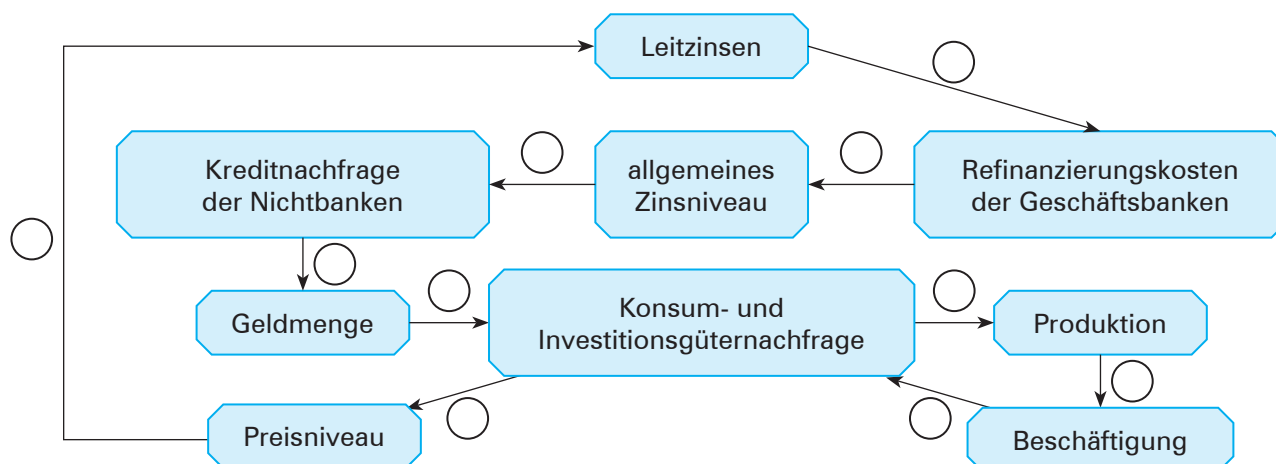 Leitzinsen
Kreditnachfrage
der Nichtbanken
allgemeines
Zinsniveau
Refinanzierungskosten
der Geschäftsbanken
Geldmenge
Konsum- und
Investitionsgüternachfrage
Produktion
Preisniveau
Beschäftigung